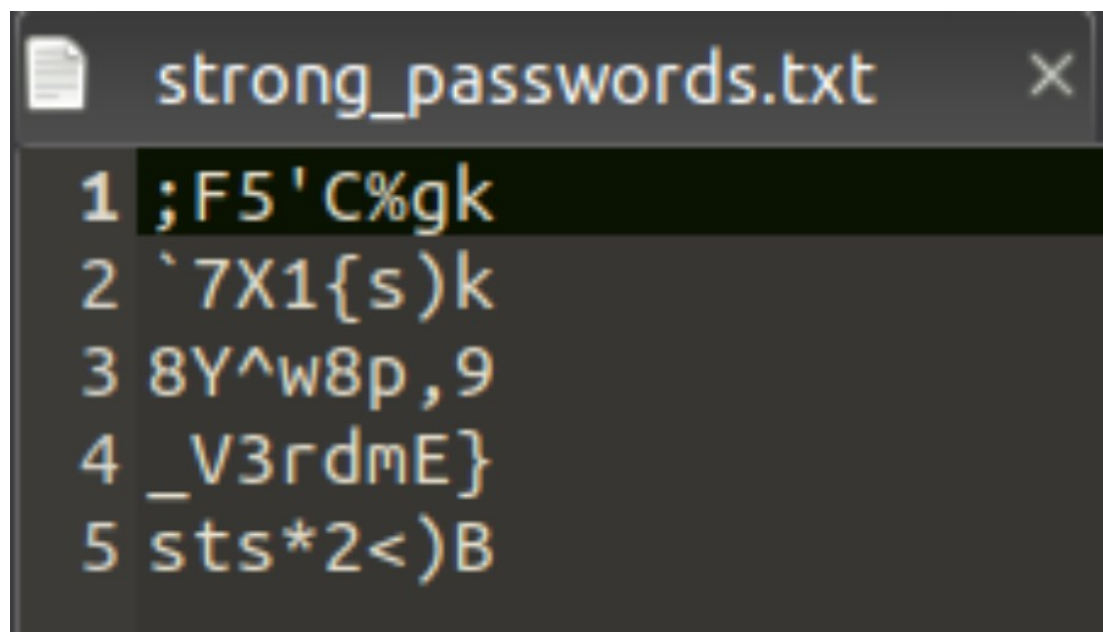 strong_passwords.txt
1 ;F5'C%gk
2 `7X1{s)k
3 8Y^w8p,9
4 _V3rdmE}
5 sts*2<)B